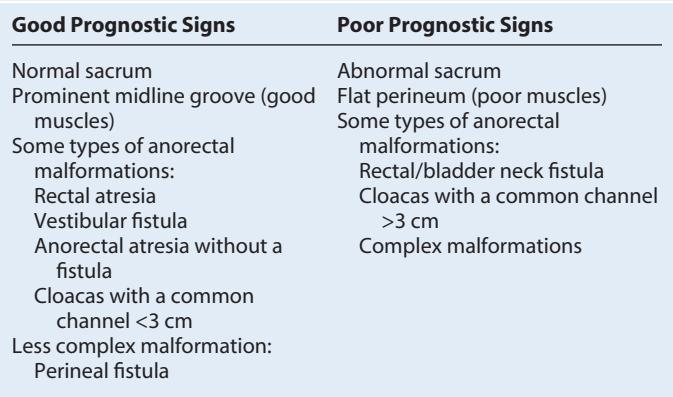 Good Prognostic Signs
Normal sacrum
Prominent midline groove (good
muscles)
Some types of anorectal
malformations:
Rectal atresia
Vestibular fistula
Anorectal atresia without a
fistula
Cloacas with a common
channel <3 cm
Less complex malformation:
Perineal fistula
Poor Prognostic Signs
Abnormal sacrum
Flat perineum (poor muscles)
Some types of anorectal
malformations:
Rectal/bladder neck fistula
Cloacas with a common channel
>3 cm
Complex malformations